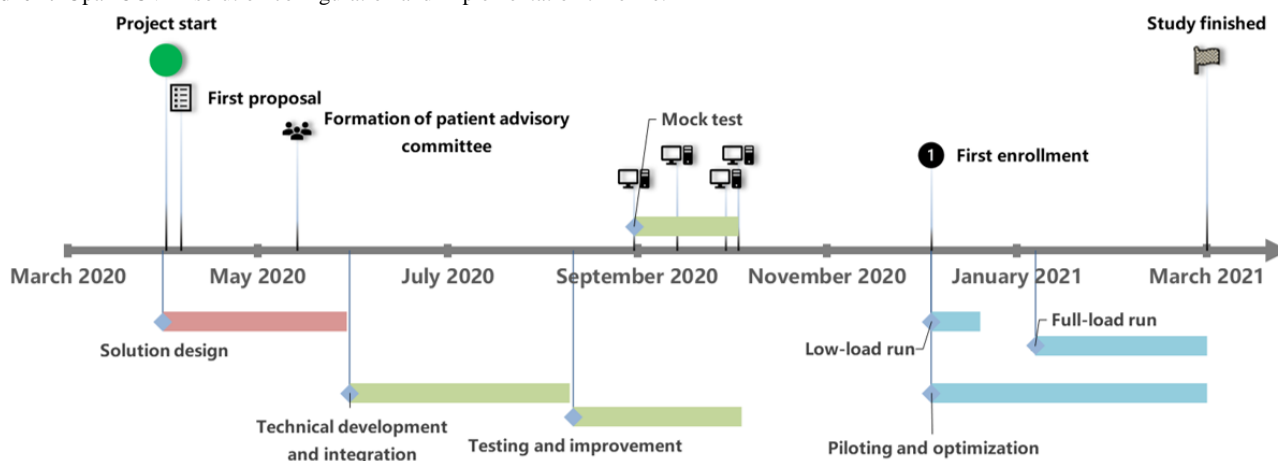 Project start
Study finished
First proposal
Formation of patient advisory
committee
Mock test
1
First enrollment
March 2020
May 2020
July 2020
September 2020
November 2020
January 2021
March 2021
Solution design
Low-load run
Full-load run
Technical development
and integration
Testing and improvement
Piloting and optimization